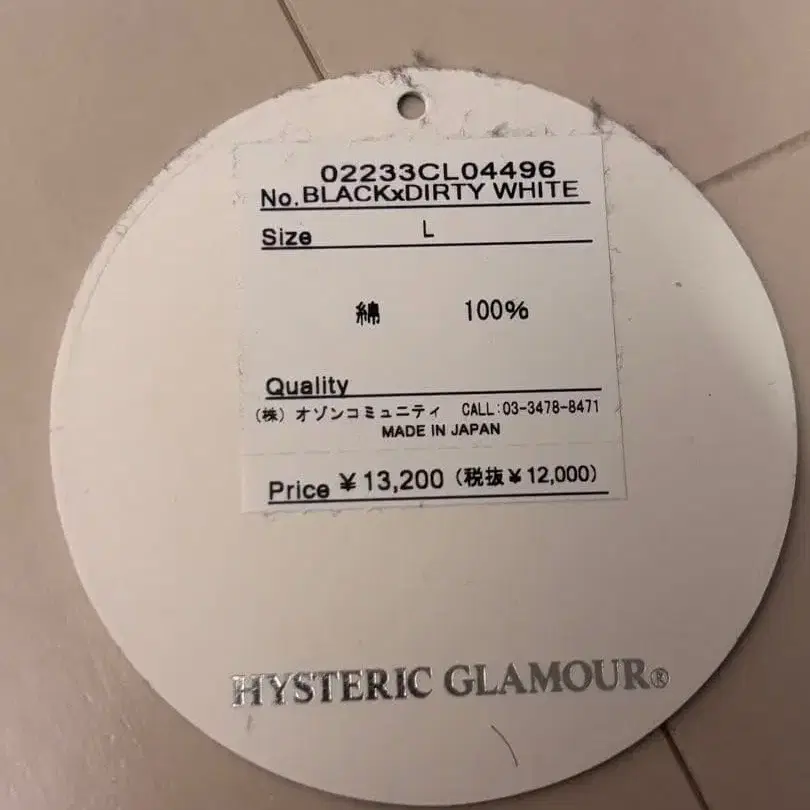 02233CL04496
No. BLACKxDIRTY WHITE
Size L
綿 100%
Quality
(株) オゾンコミュニティ CALL:03-3478-8471
MADE IN JAPAN
Price ¥13,200 (税抜¥12,000)
HYSTERIC GLAMOUR®